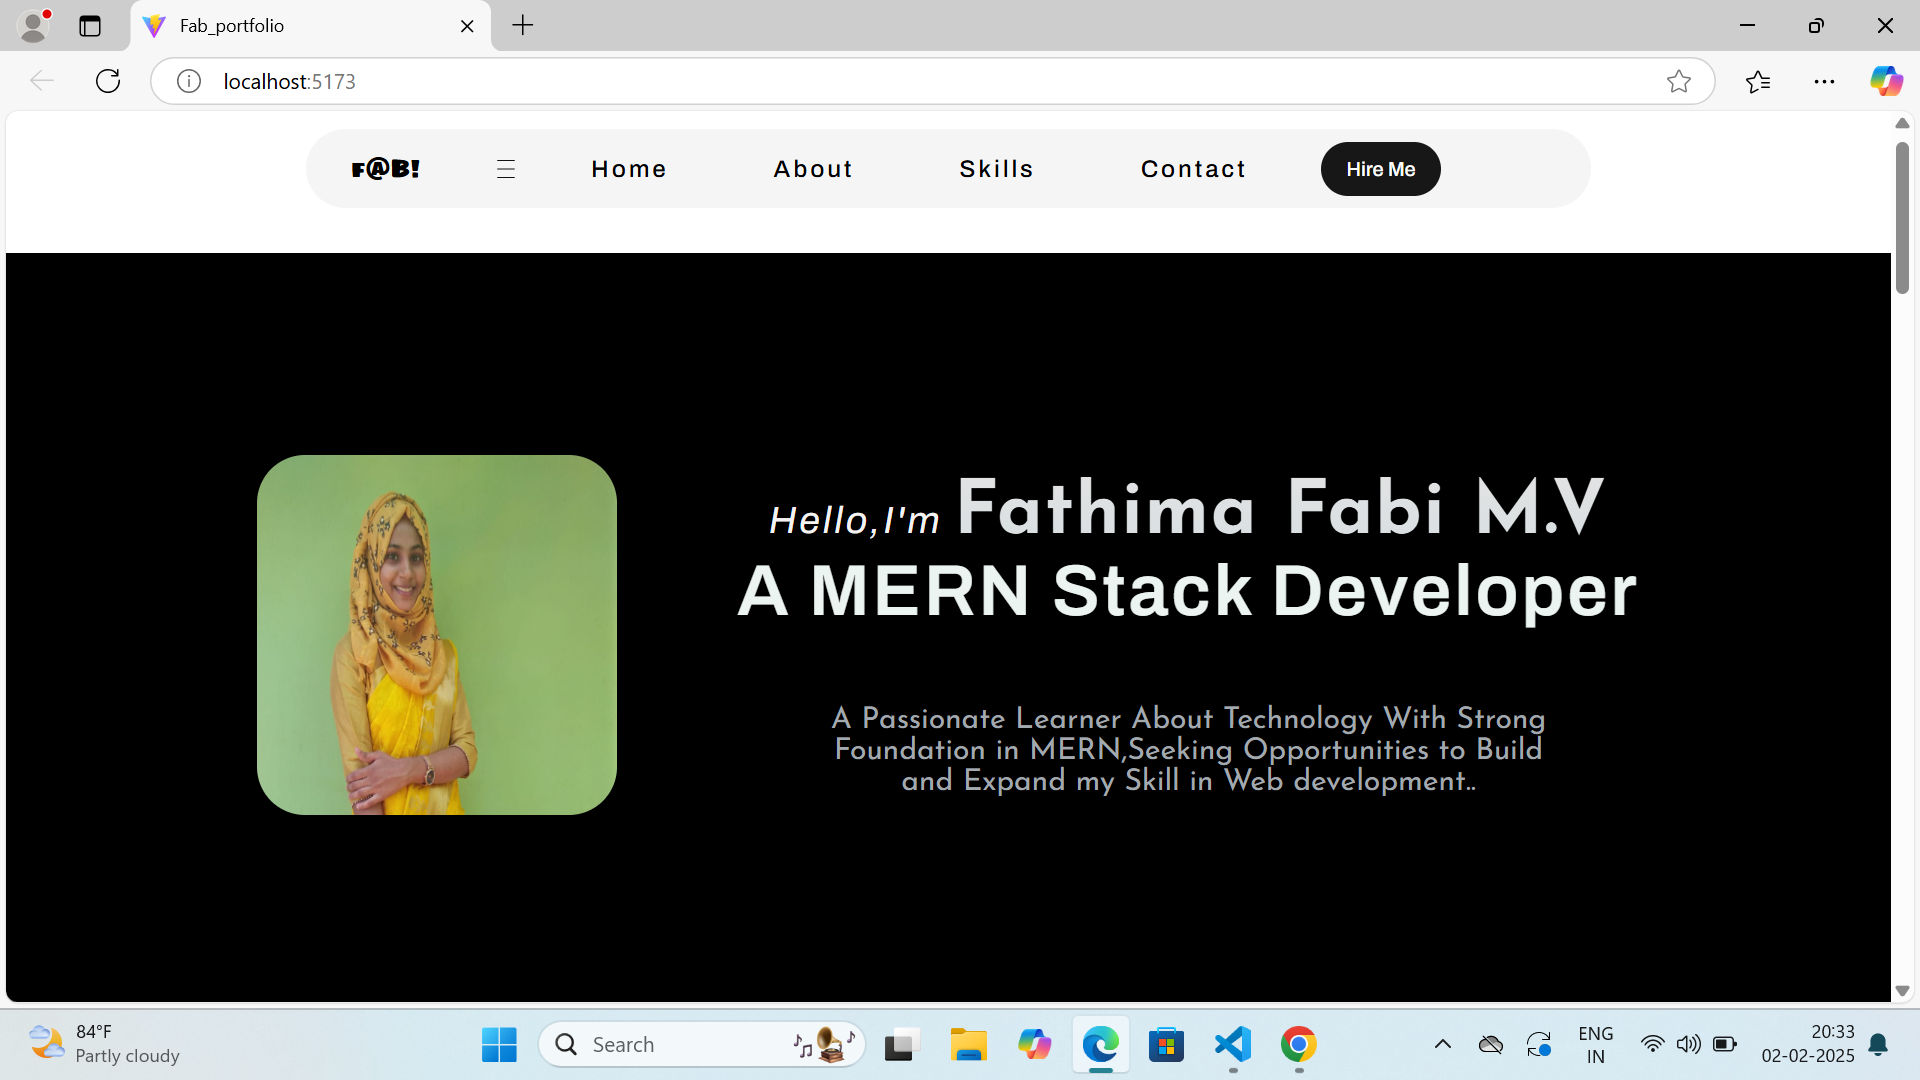 Fab_portfolio
localhost:5173
F@B!
Home
About
Skills
Contact
Hire Me
Hello,I'm Fathima Fabi M.V
A MERN Stack Developer
A Passionate Learner About Technology With Strong
Foundation in MERN,Seeking Opportunities to Build
and Expand my Skill in Web development..
84°F
Partly cloudy
Search
ENG
IN
20:33
02-02-2025